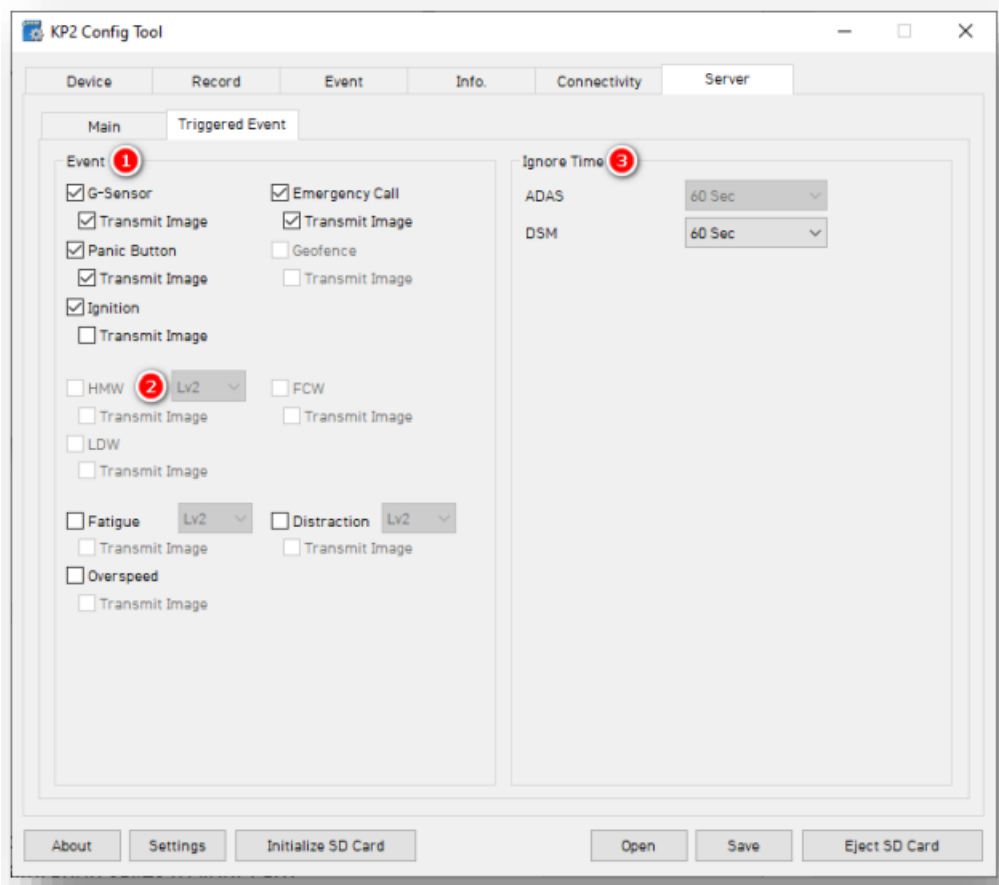 KP2 Config Tool
Device Record Event Info. Connectivity Server
Main Triggered Event
Event 1
G-Sensor Emergency Call
Transmit Image Transmit Image
Panic Button Geofence
Transmit Image Transmit Image
Ignition
Transmit Image
HMW 2 Lv2 FCW
Transmit Image Transmit Image
LDW
Transmit Image
Fatigue Lv2 Distraction Lv2
Transmit Image Transmit Image
Overspeed
Transmit Image
Ignore Time 3
ADAS 60 Sec
DSM 60 Sec
About Settings Initialize SD Card Open Save Eject SD Card